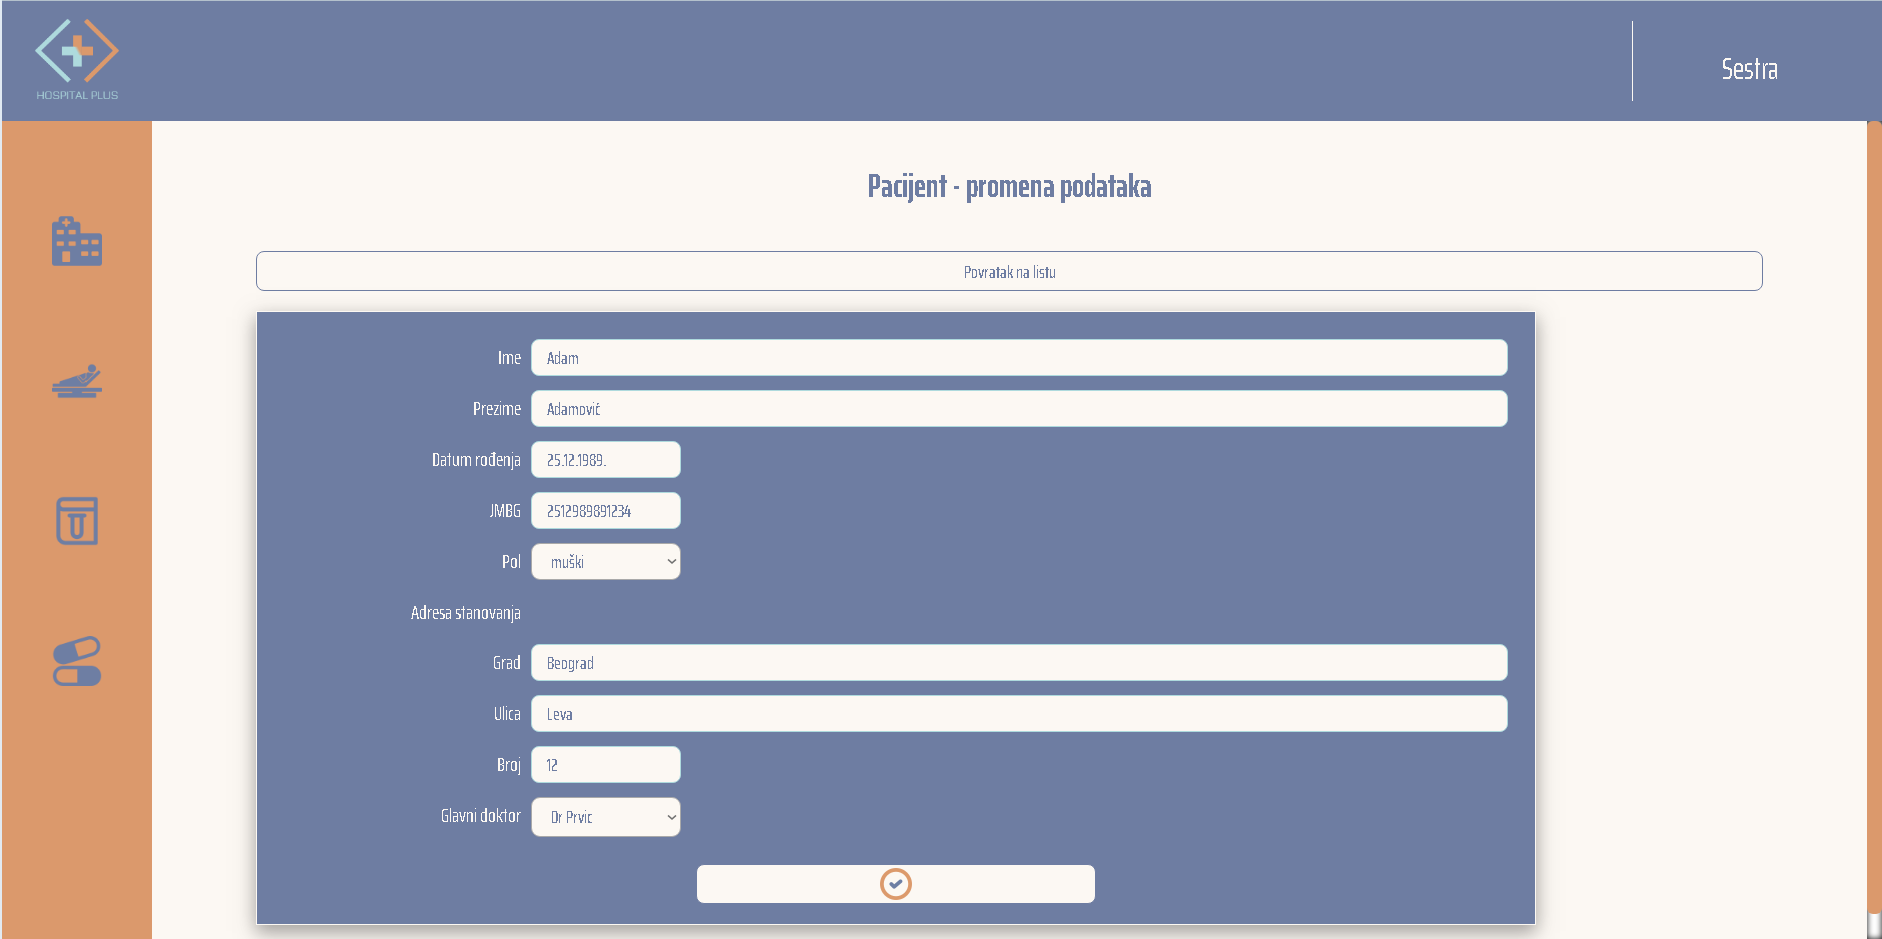 HOSPITAL PLUS
Sestra
Pacijent - promena podataka
Povratak na listu
Ime Adam
Prezime Adamović
Datum rođenja 25.12.1989.
JMBG 2512989891234
Pol muški
Adresa stanovanja
Grad Beograd
Ulica Leva
Broj 12
Glavni doktor Dr Prvic